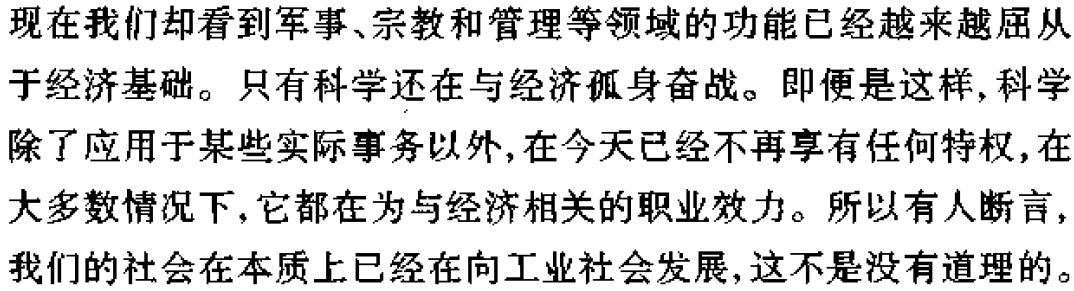 现在我们却看到军事、宗教和管理等领域的功能已经越来越屈从
于经济基础。只有科学还在与经济孤身奋战。即便是这样,科学
除了应用于某些实际事务以外,在今天已经不再享有任何特权,在
大多数情况下,它都在为与经济相关的职业效力。所以有人断言,
我们的社会在本质上已经在向工业社会发展,这不是没有道理的。